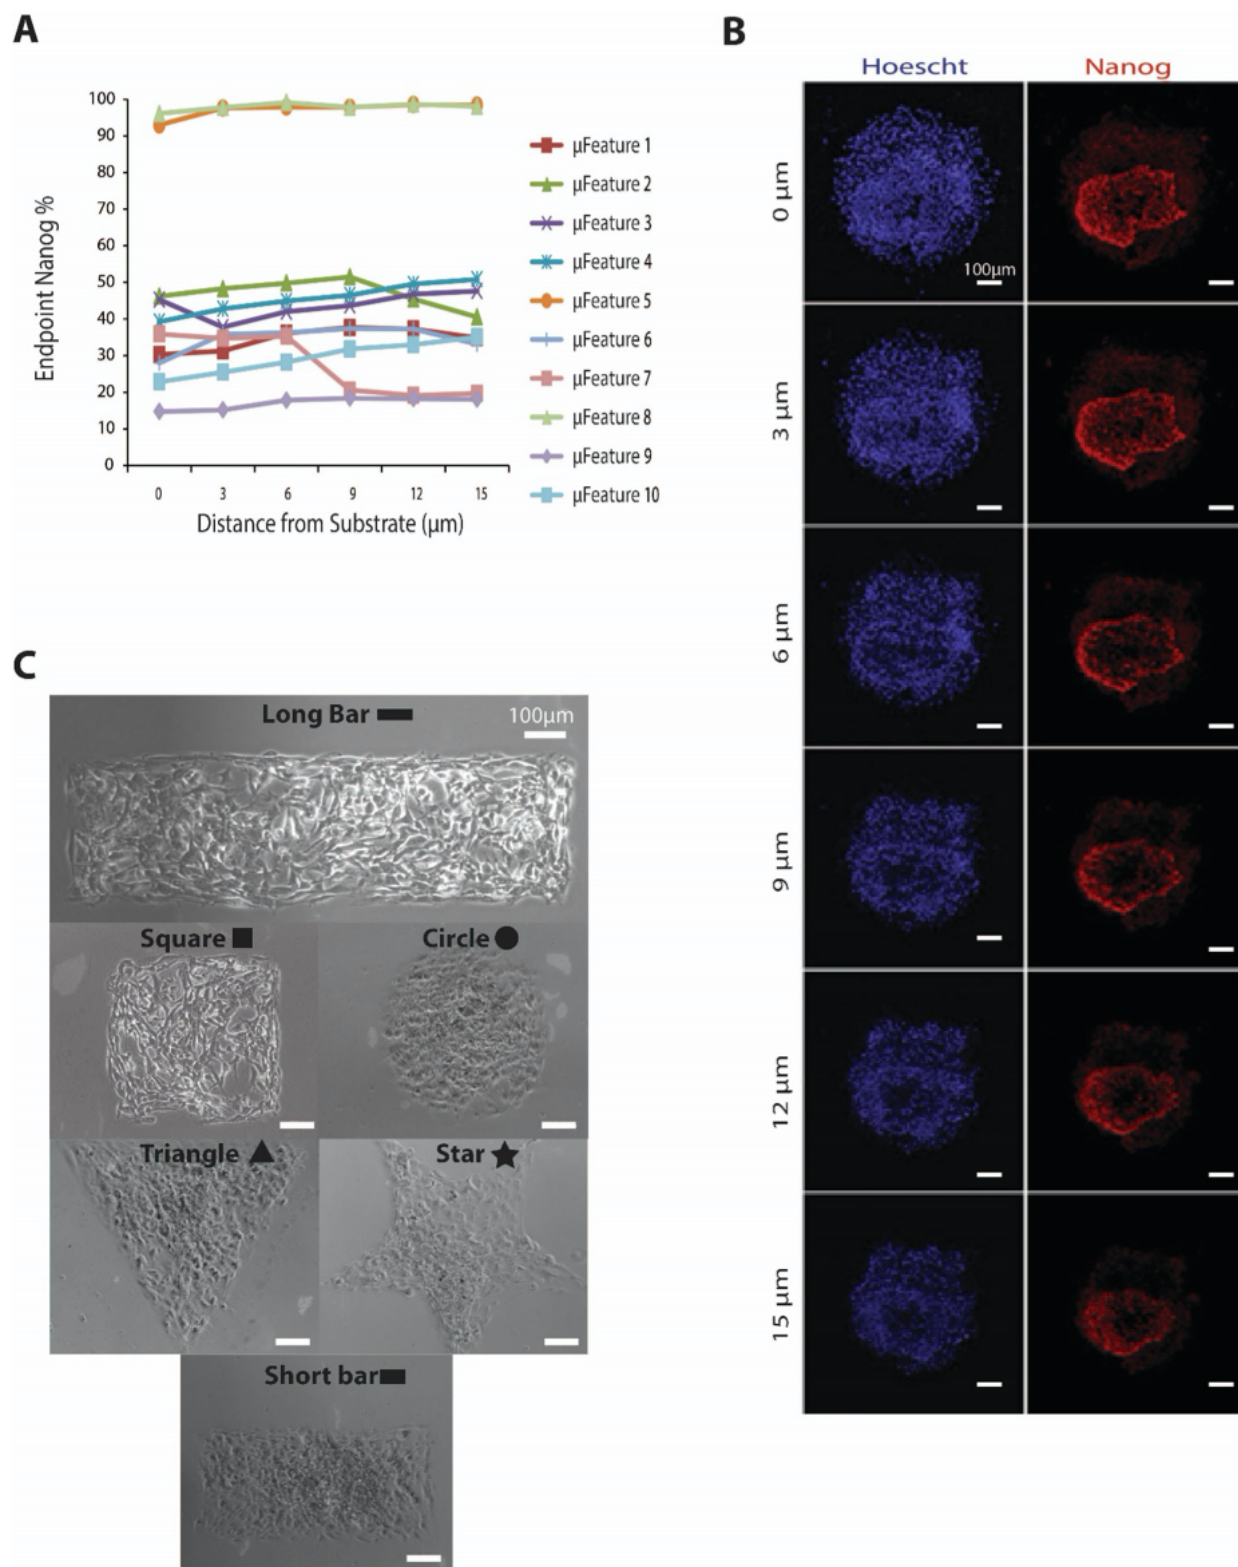 A
100
90
80
70
60
50
40
30
20
10
0
Endpoint Nanog %
0 3 6 9 12 15
Distance from Substrate (µm)
µFeature 1
µFeature 2
µFeature 3
µFeature 4
µFeature 5
µFeature 6
µFeature 7
µFeature 8
µFeature 9
µFeature 10
B
Hoescht Nanog
0 µm
100µm
3 µm
6 µm
9 µm
12 µm
15 µm
C
Long Bar
100µm
Square Circle
Triangle Star
Short bar